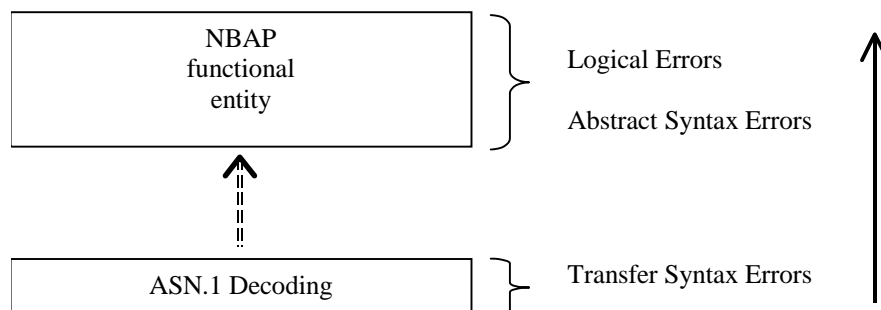 NBAP
functional
entity
Logical Errors
Abstract Syntax Errors
ASN.1 Decoding
Transfer Syntax Errors